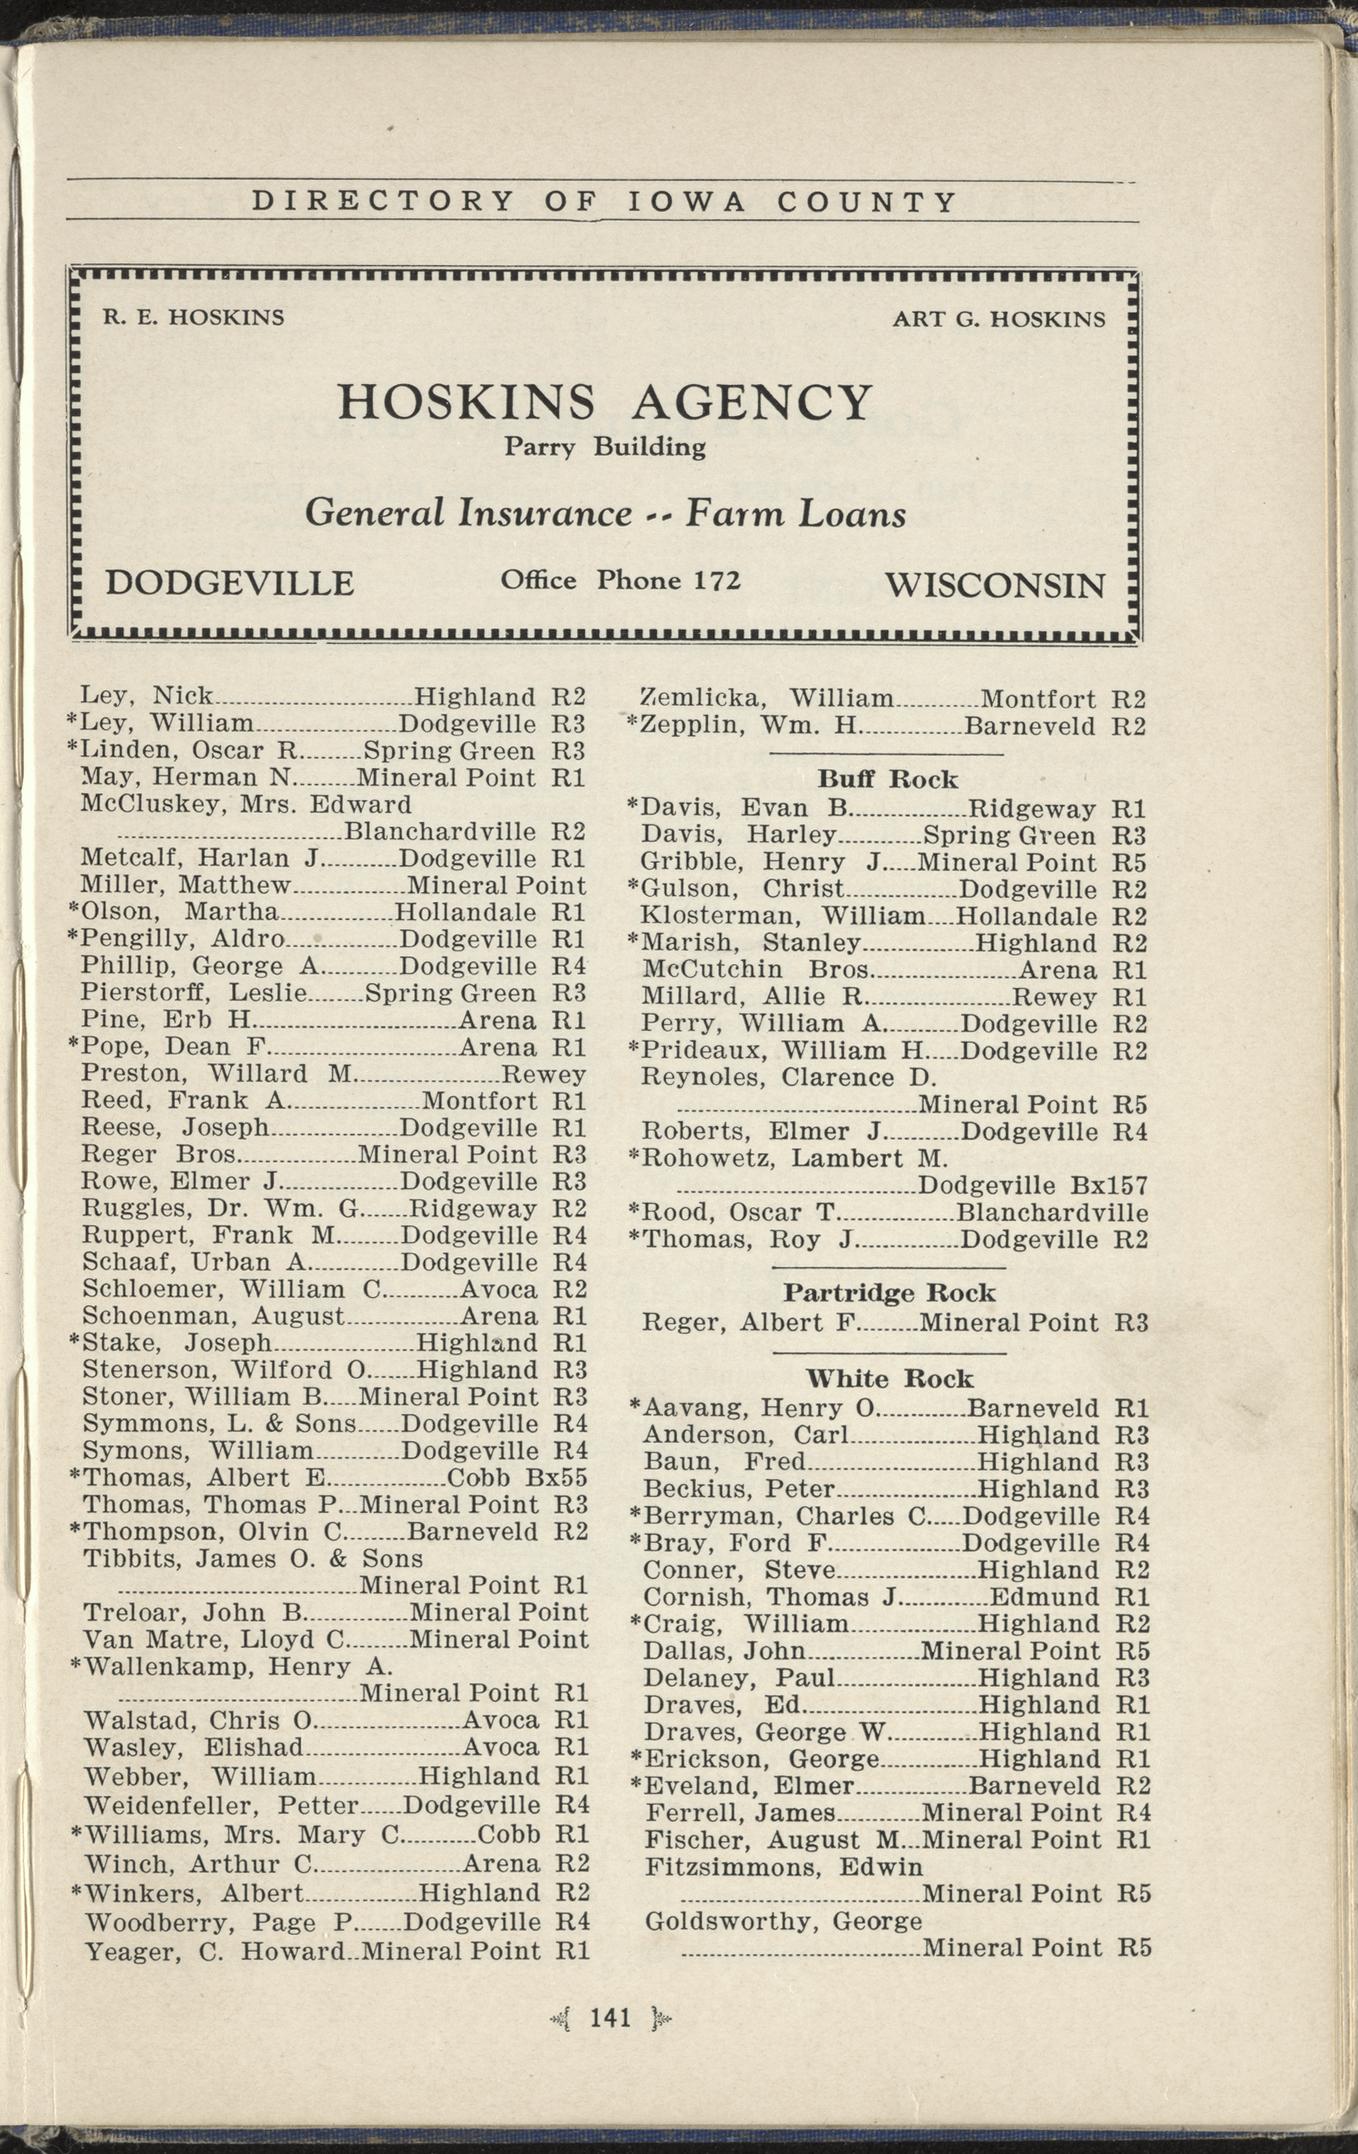 DIRECTORY OF IOWA COUNTY
R. E. HOSKINS ART G. HOSKINS
HOSKINS AGENCY
Parry Building
General Insurance -- Farm Loans
DODGEVILLE Office Phone 172 WISCONSIN
Ley, Nick Highland R2
*Ley, William Dodgeville R3
*Linden, Oscar R. Spring Green R3
May, Herman N. Mineral Point R1
McCluskey, Mrs. Edward
Blanchardville R2
Metcalf, Harlan J. Dodgeville R1
Miller, Matthew Mineral Point
*Olson, Martha Hollandale R1
*Pengilly, Aldro Dodgeville R1
Phillip, George A. Dodgeville R4
Pierstorff, Leslie Spring Green R3
Pine, Erb H. Arena R1
*Pope, Dean F. Arena R1
Preston, Willard M. Rewey
Reed, Frank A. Montfort R1
Reese, Joseph Dodgeville R1
Reger Bros. Mineral Point R3
Rowe, Elmer J. Dodgeville R3
Ruggles, Dr. Wm. G. Ridgeway R2
Ruppert, Frank M. Dodgeville R4
Schaaf, Urban A. Dodgeville R4
Schloemer, William C. Avoca R2
Schoenman, August Arena R1
*Stake, Joseph Highland R1
Stenerson, Wilford O. Highland R3
Stoner, William B. Mineral Point R3
Symmons, L. & Sons Dodgeville R4
Symons, William Dodgeville R4
*Thomas, Albert E. Cobb Bx55
Thomas, Thomas P. Mineral Point R3
*Thompson, Olvin C. Barneveld R2
Tibbits, James O. & Sons
Mineral Point R1
Treloar, John B. Mineral Point
Van Matre, Lloyd C. Mineral Point
*Wallenkamp, Henry A.
Mineral Point R1
Walstad, Chris O. Avoca R1
Wasley, Elishad Avoca R1
Webber, William Highland R1
Weidenfeller, Petter Dodgeville R4
*Williams, Mrs. Mary C. Cobb R1
Winch, Arthur C. Arena R2
*Winkers, Albert Highland R2
Woodberry, Page P. Dodgeville R4
Yeager, C. Howard Mineral Point R1
Zemlicka, William Montfort R2
*Zepplin, Wm. H. Barneveld R2
Buff Rock
*Davis, Evan B. Ridgeway R1
Davis, Harley Spring Green R3
Gribble, Henry J. Mineral Point R5
*Gulson, Christ Dodgeville R2
Klosterman, William Hollandale R2
*Marish, Stanley Highland R2
McCutchin Bros. Arena R1
Millard, Allie R. Rewey R1
Perry, William A. Dodgeville R2
*Prideaux, William H. Dodgeville R2
Reynoles, Clarence D.
Mineral Point R5
Roberts, Elmer J. Dodgeville R4
*Rohowetz, Lambert M.
Dodgeville Bx157
*Rood, Oscar T. Blanchardville
*Thomas, Roy J. Dodgeville R2
Partridge Rock
Reger, Albert F. Mineral Point R3
White Rock
*Aavang, Henry O. Barneveld R1
Anderson, Carl Highland R3
Baun, Fred Highland R3
Beckius, Peter Highland R3
*Berryman, Charles C. Dodgeville R4
*Bray, Ford F. Dodgeville R4
Conner, Steve Highland R2
Cornish, Thomas J. Edmund R1
*Craig, William Highland R2
Dallas, John Mineral Point R5
Delaney, Paul Highland R3
Draves, Ed. Highland R1
Draves, George W. Highland R1
*Erickson, George Highland R1
*Eveland, Elmer Barneveld R2
Ferrell, James Mineral Point R4
Fischer, August M. Mineral Point R1
Fitzsimmons, Edwin
Mineral Point R5
Goldsworthy, George
Mineral Point R5
141